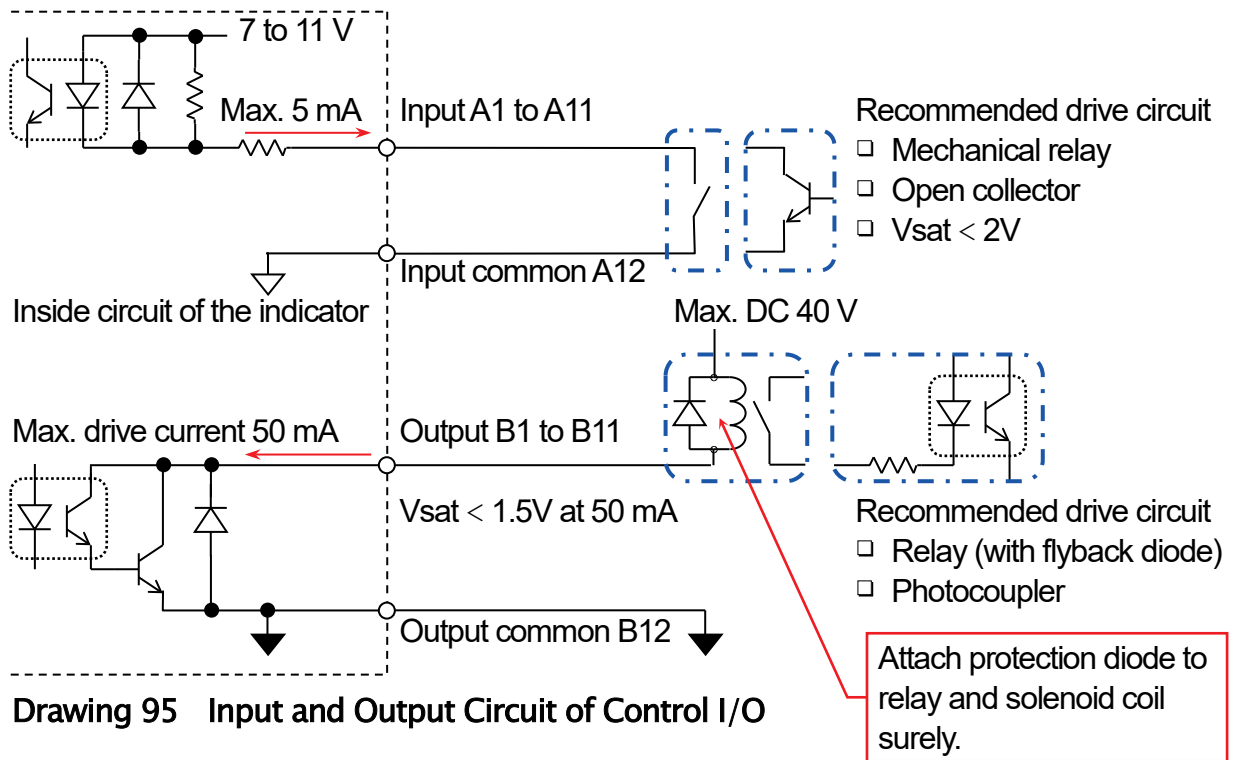 7 to 11 V
Max. 5 mA
Input A1 to A11
Recommended drive circuit
❑ Mechanical relay
❑ Open collector
❑ Vsat < 2V
Input common A12
Inside circuit of the indicator
Max. DC 40 V
Max. drive current 50 mA
Output B1 to B11
Vsat < 1.5V at 50 mA
Recommended drive circuit
❑ Relay (with flyback diode)
❑ Photocoupler
Output common B12
Attach protection diode to
relay and solenoid coil
surely.
Drawing 95 Input and Output Circuit of Control I/O